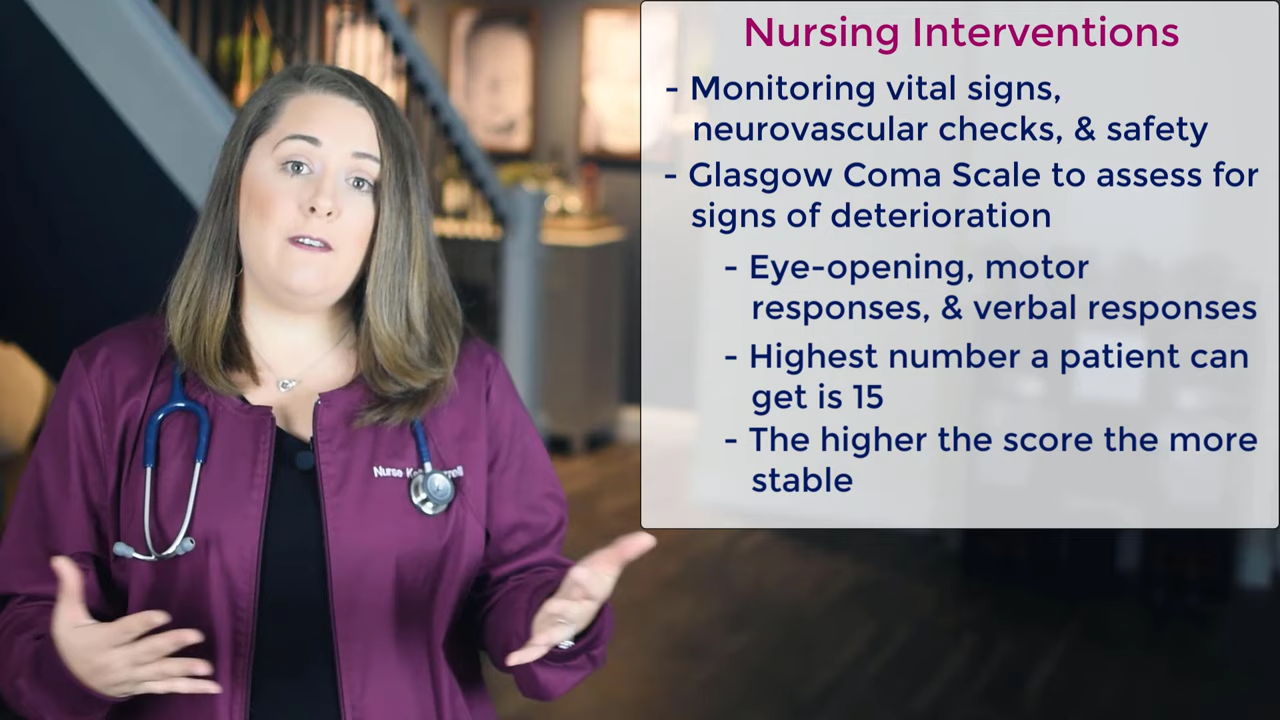 Nursing Interventions
- Monitoring vital signs,
neurovascular checks, & safety
- Glasgow Coma Scale to assess for
signs of deterioration
- Eye-opening, motor
responses, & verbal responses
- Highest number a patient can
get is 15
- The higher the score the more
stable
Nurse